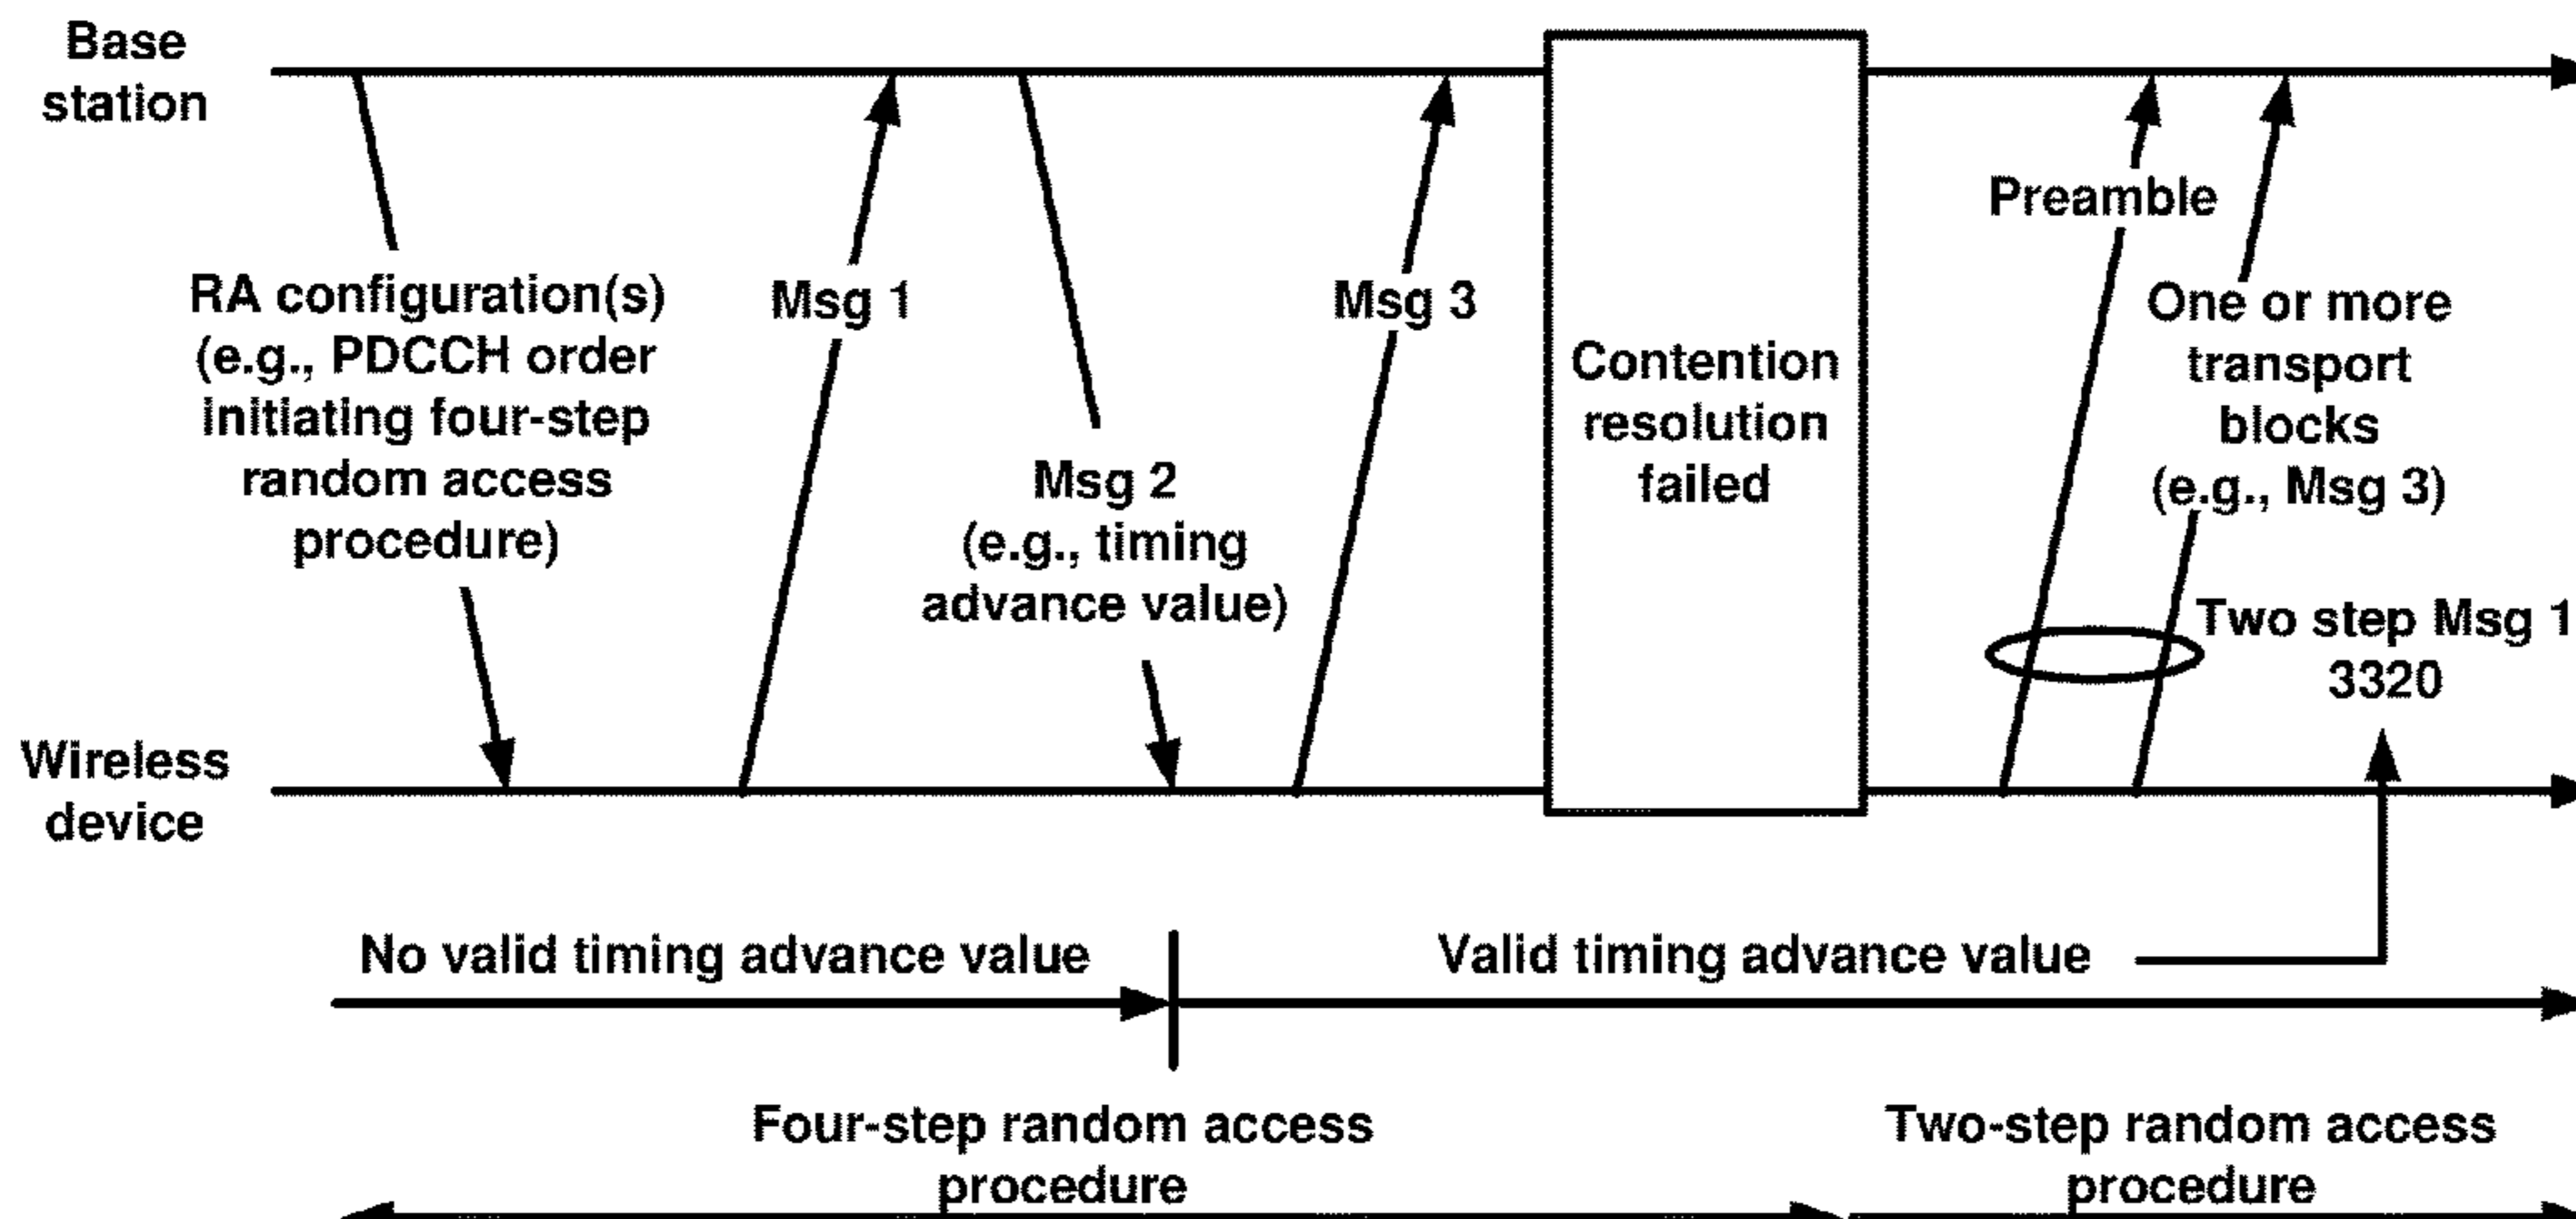 Base
station
RA configuration(s)
(e.g., PDCCH order
initiating four-step
random access
procedure)
Msg 1
Msg 2
(e.g., timing
advance value)
Msg 3
Contention
resolution
failed
Preamble
One or more
transport
blocks
(e.g., Msg 3)
Two step Msg 1
3320
Wireless
device
No valid timing advance value
Valid timing advance value
Four-step random access
procedure
Two-step random access
procedure